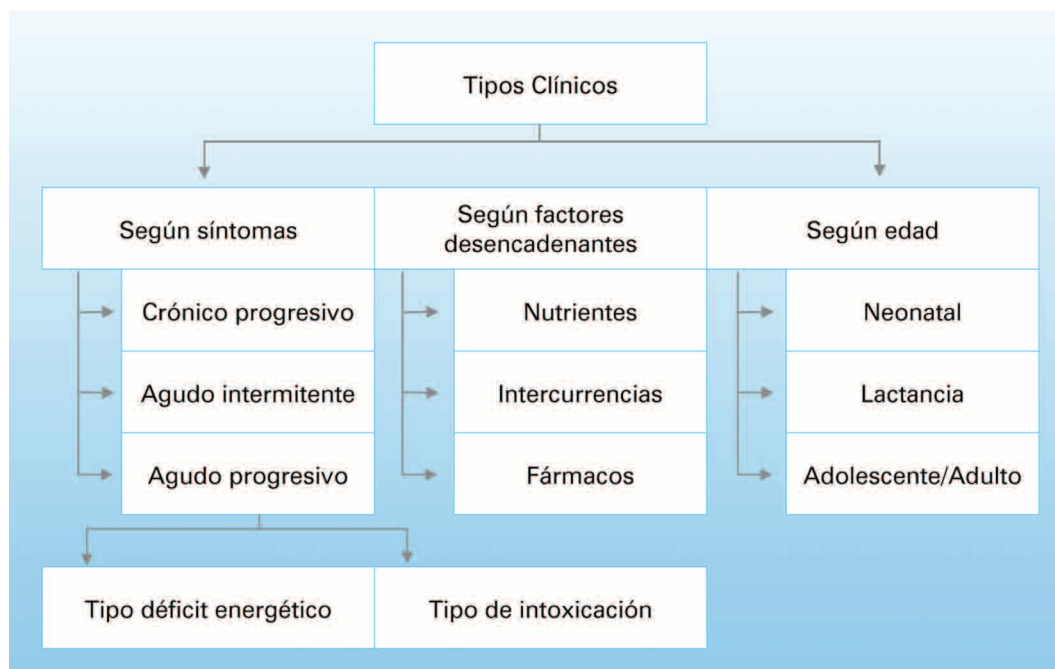 Tipos Clínicos
Según síntomas
Según factores
desencadenantes
Según edad
Crónico progresivo
Nutrientes
Neonatal
Agudo intermitente
Intercurrencias
Lactancia
Agudo progresivo
Fármacos
Adolescente/Adulto
Tipo déficit energético
Tipo de intoxicación